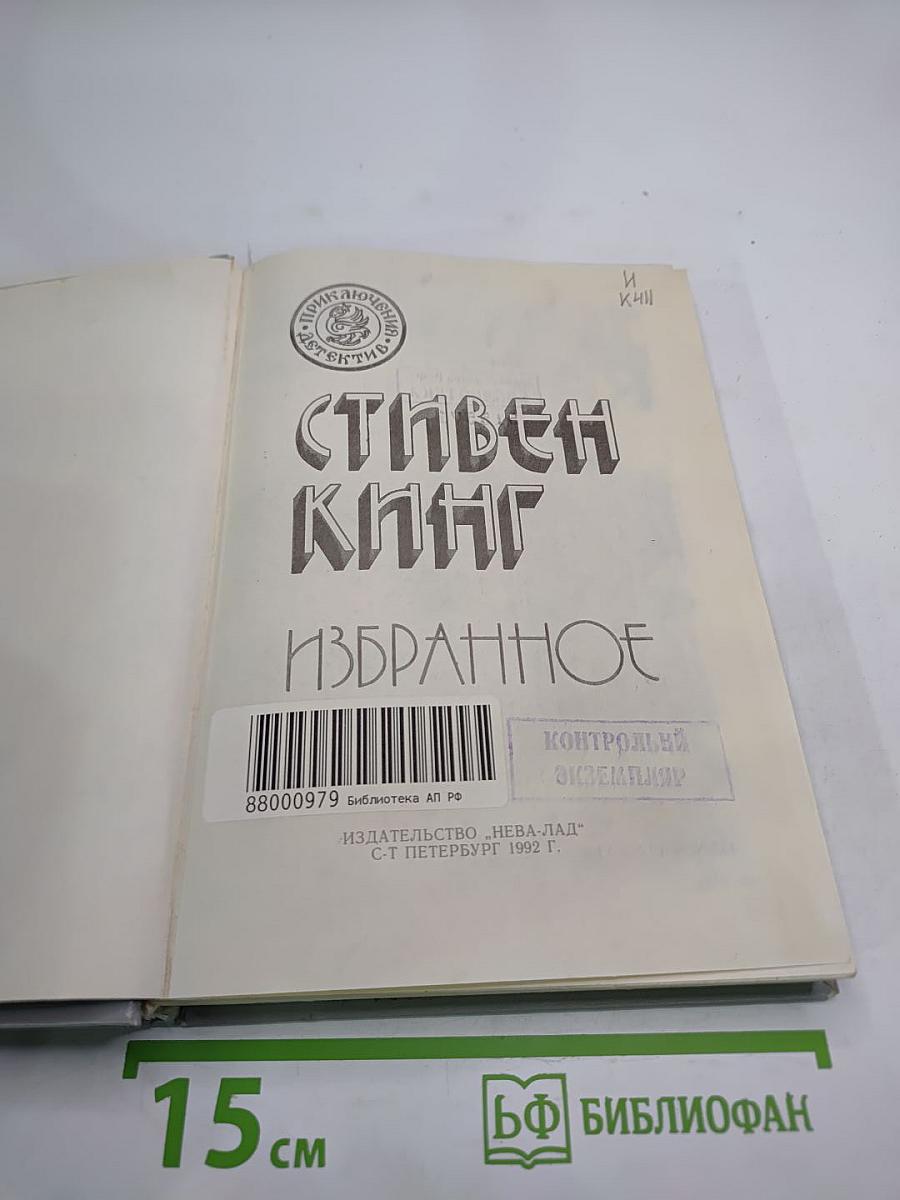 И
К41
• ПРИКЛЮЧЕНИЯ •
ДЕТЕКТИВ
СТИВЕН
КИНГ
ИЗБРАННОЕ
88000979 Библиотека АП РФ
КОНТРОЛЬНЫЙ
ЭКЗЕМПЛЯР
ИЗДАТЕЛЬСТВО „НЕВА-ЛАД“
С-Т ПЕТЕРБУРГ 1992 Г.
15 см
БФ БИБЛИОФАН